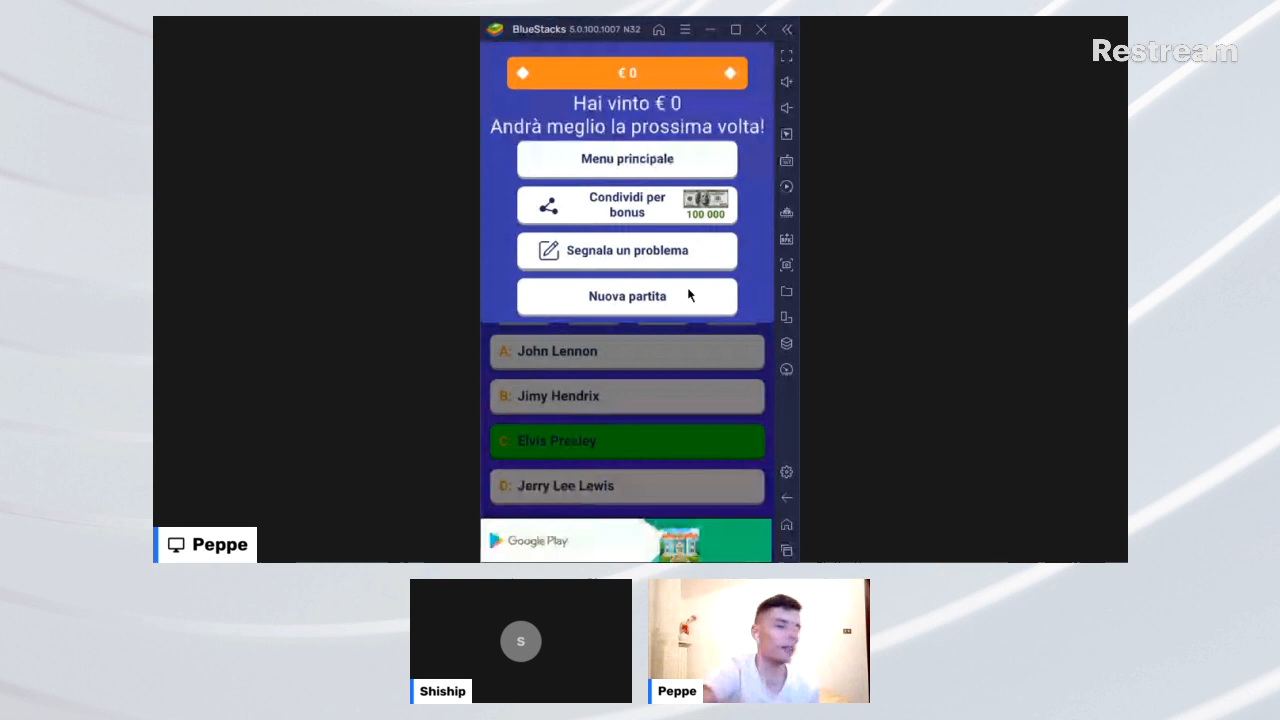 BlueStacks 5.0.100.1007 N32
Restream
€ 0
Hai vinto € 0
Andrà meglio la prossima volta!
Menu principale
Condividi per
bonus
100 000
Segnala un problema
Nuova partita
A: John Lennon
B: Jimy Hendrix
C: Elvis Presley
D: Jerry Lee Lewis
Google Play
Peppe
S
Shiship
Peppe